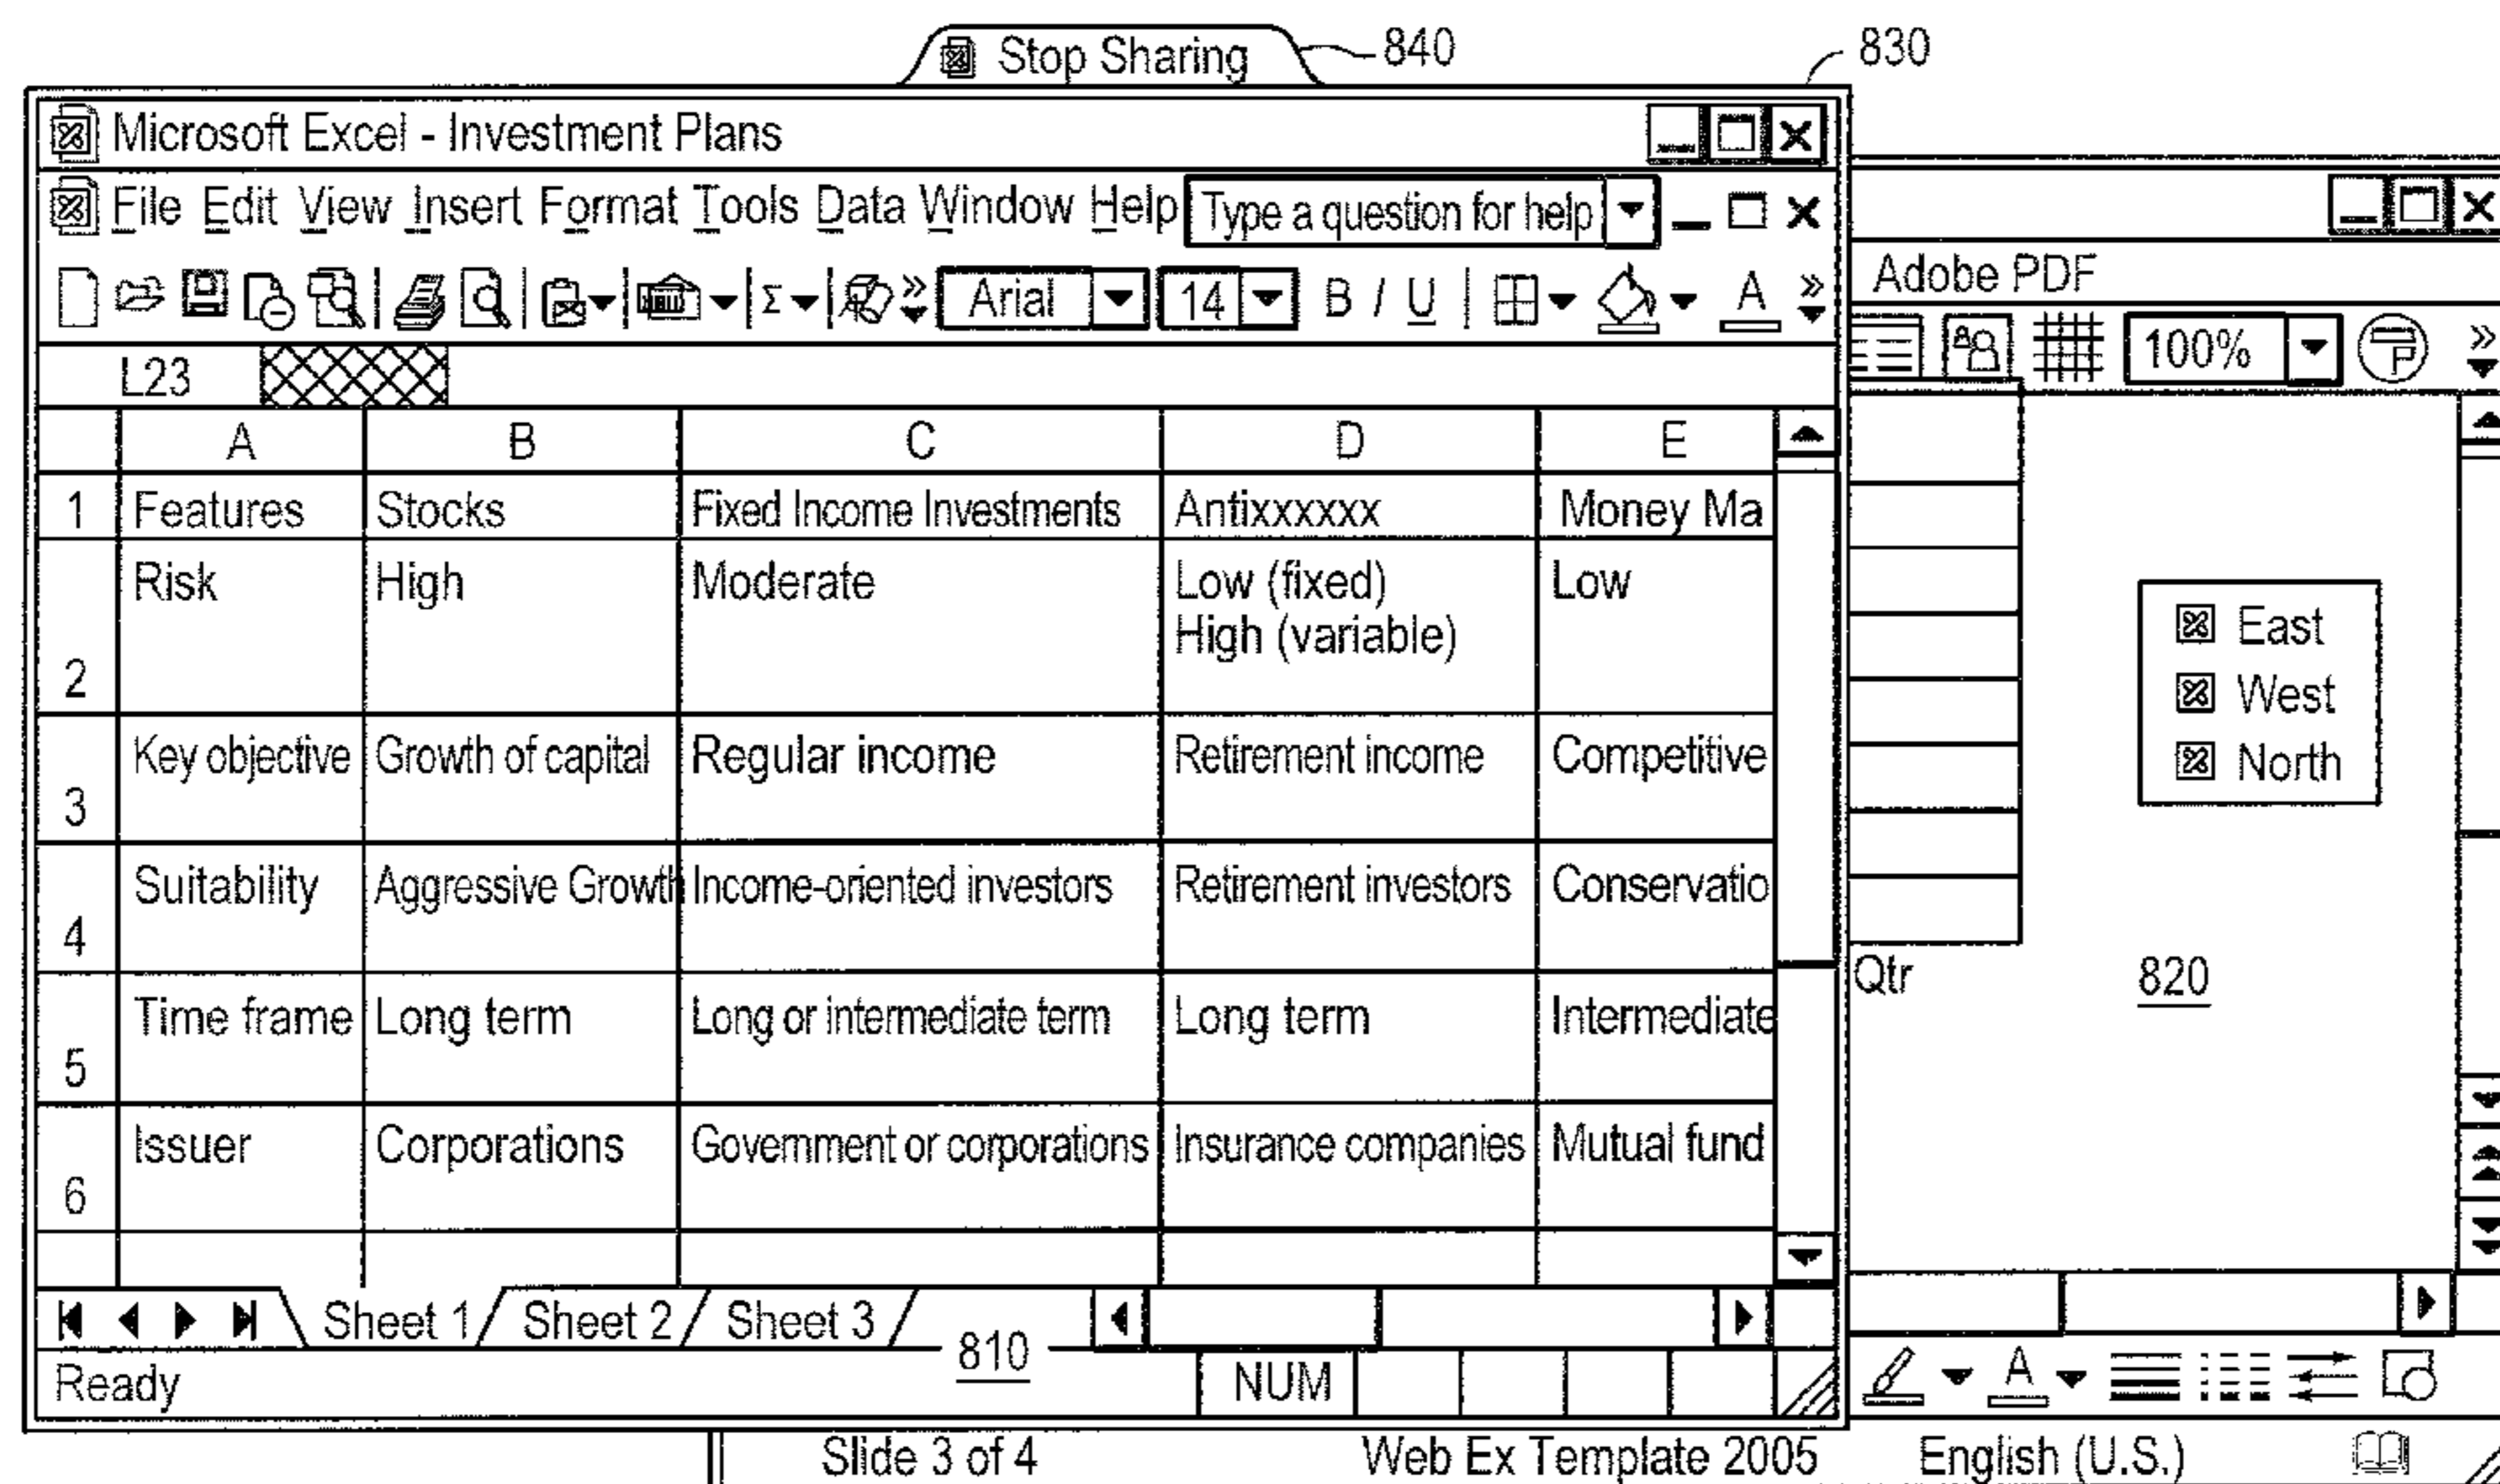 Stop Sharing 840 830
Microsoft Excel - Investment Plans
File Edit View Insert Format Tools Data Window Help Type a question for help
Σ Arial 14 B I U A
Adobe PDF
100%
L23
A B C D E
1 Features Stocks Fixed Income Investments Antixxxxxx Money Ma
2 Risk High Moderate Low (fixed) Low
High (variable)
3 Key objective Growth of capital Regular income Retirement income Competitive
4 Suitability Aggressive Growth Income-oriented investors Retirement investors Conservatio
5 Time frame Long term Long or intermediate term Long term Intermediate
6 Issuer Corporations Government or corporations Insurance companies Mutual fund
East
West
North
Qtr 820
Sheet 1 Sheet 2 Sheet 3
810
Ready NUM
A
Slide 3 of 4 Web Ex Template 2005 English (U.S.)